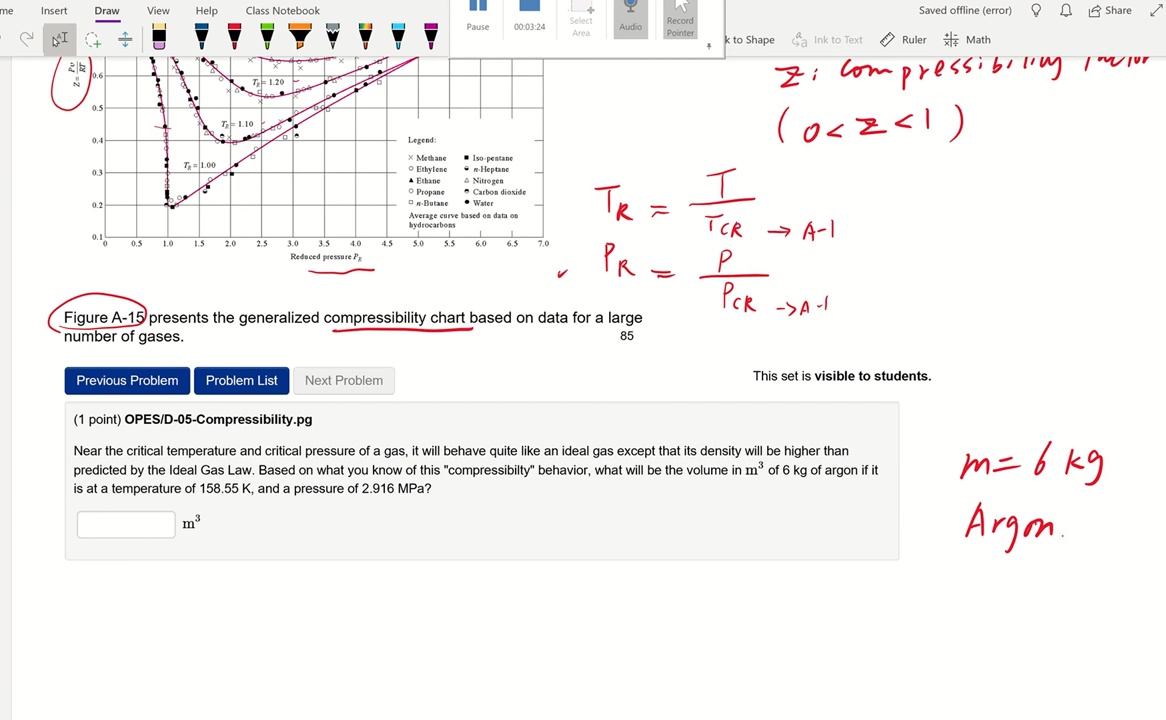 me Insert Draw View Help Class Notebook Saved offline (error) Share
Pause 00:03:24 Select Area Audio Record Pointer
k to Shape Ink to Text Ruler Math
Z = Pv / RT
0.6
0.5
0.4
0.3
0.2
0.1
T_R = 1.20
T_R = 1.10
T_R = 1.00
Legend:
× Methane ■ Iso-pentane
○ Ethylene n-Heptane
▲ Ethane △ Nitrogen
○ Propane Carbon dioxide
□ n-Butane ● Water
Average curve based on data on
hydrocarbons
0 0.5 1.0 1.5 2.0 2.5 3.0 3.5 4.0 4.5 5.0 5.5 6.0 6.5 7.0
Reduced pressure P_R
Z: compressibility factor
(0 < Z < 1)
T_R = T / T_CR → A-1
P_R = P / P_CR → A-1
Figure A-15 presents the generalized compressibility chart based on data for a large
number of gases.
85
Previous Problem Problem List Next Problem
This set is visible to students.
(1 point) OPES/D-05-Compressibility.pg
Near the critical temperature and critical pressure of a gas, it will behave quite like an ideal gas except that its density will be higher than
predicted by the Ideal Gas Law. Based on what you know of this "compressibilty" behavior, what will be the volume in m³ of 6 kg of argon if it
is at a temperature of 158.55 K, and a pressure of 2.916 MPa?
m³
m = 6 kg
Argon.